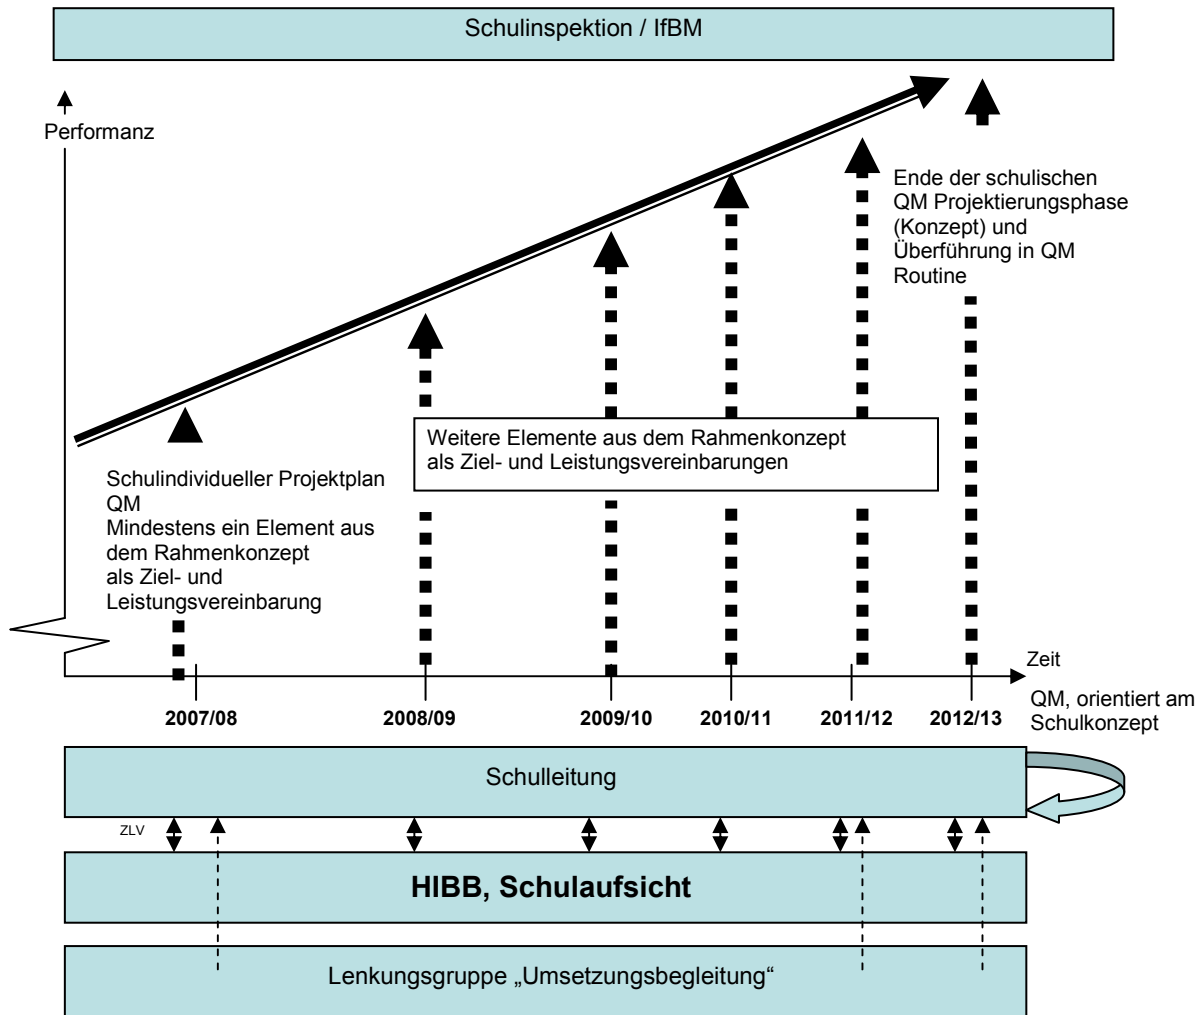 Schulinspektion / IfBM
Performanz
Ende der schulischen
QM Projektierungsphase
(Konzept) und
Überführung in QM
Routine
Weitere Elemente aus dem Rahmenkonzept
als Ziel- und Leistungsvereinbarungen
Schulindividueller Projektplan
QM
Mindestens ein Element aus
dem Rahmenkonzept
als Ziel- und
Leistungsvereinbarung
Zeit
2007/08 2008/09 2009/10 2010/11 2011/12 2012/13
QM, orientiert am
Schulkonzept
Schulleitung
ZLV
HIBB, Schulaufsicht
Lenkungsgruppe „Umsetzungsbegleitung“